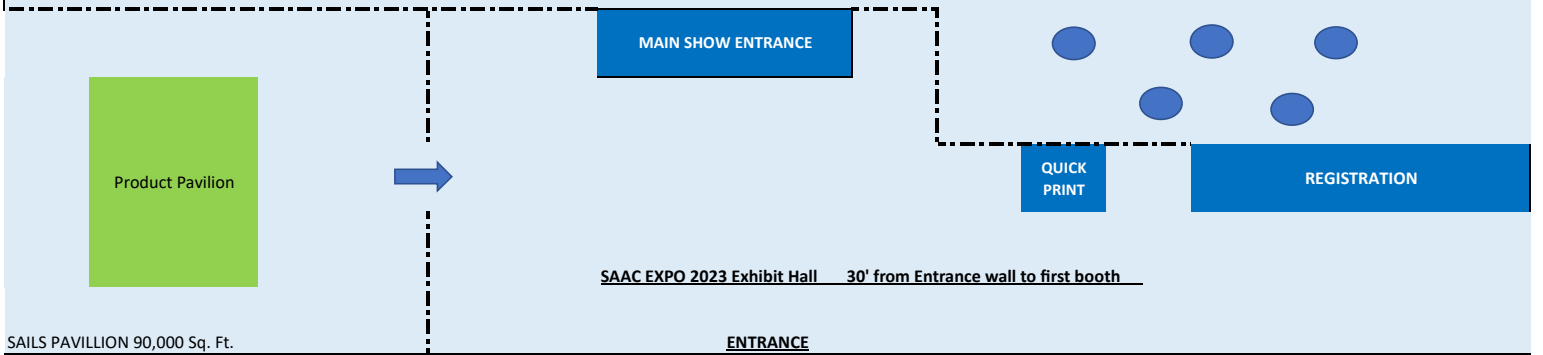 MAIN SHOW ENTRANCE
Product Pavilion
QUICK
PRINT
REGISTRATION
SAAC EXPO 2023 Exhibit Hall 30' from Entrance wall to first booth
SAILS PAVILLION 90,000 Sq. Ft.
ENTRANCE